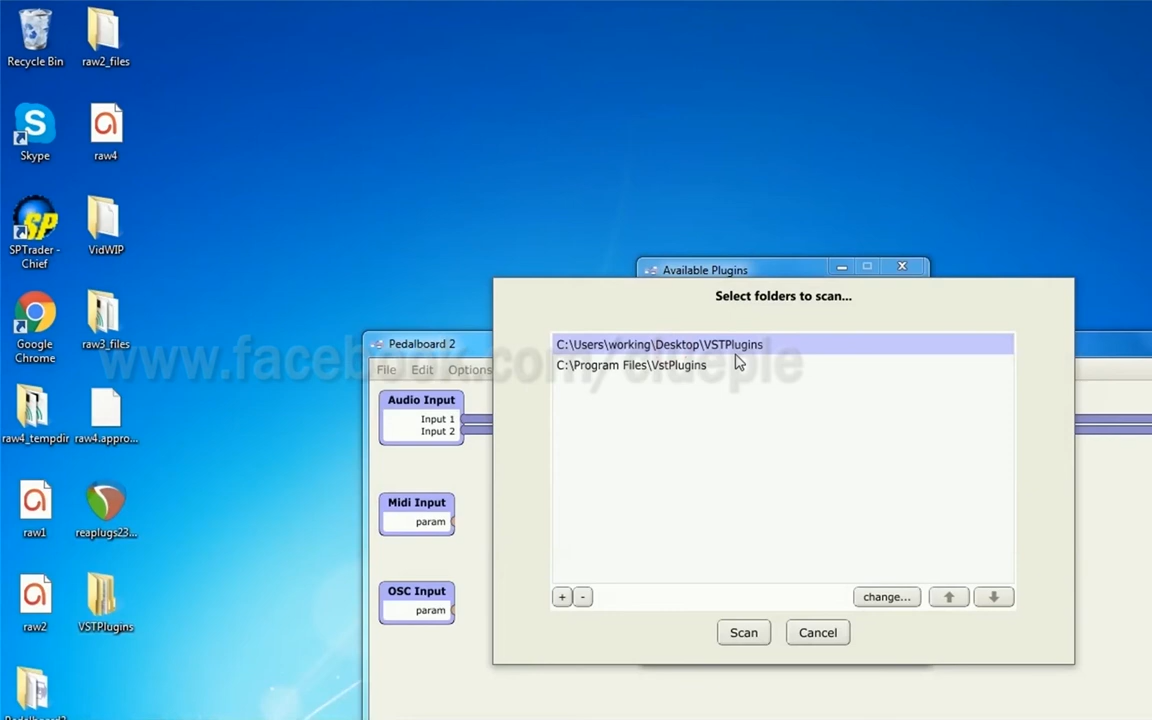 Recycle Bin
raw2_files
Skype
raw4
SPTrader -
Chief
VidWIP
Google
Chrome
raw3_files
raw4_tempdir
raw4.appro...
raw1
reaplugs23...
raw2
VSTPlugins
Available Plugins
Select folders to scan...
C:\Users\working\Desktop\VSTPlugins
C:\Program Files\VstPlugins
+
-
change...
Scan
Cancel
Pedalboard 2
File
Edit
Options
Audio Input
Input 1
Input 2
Midi Input
param
OSC Input
param